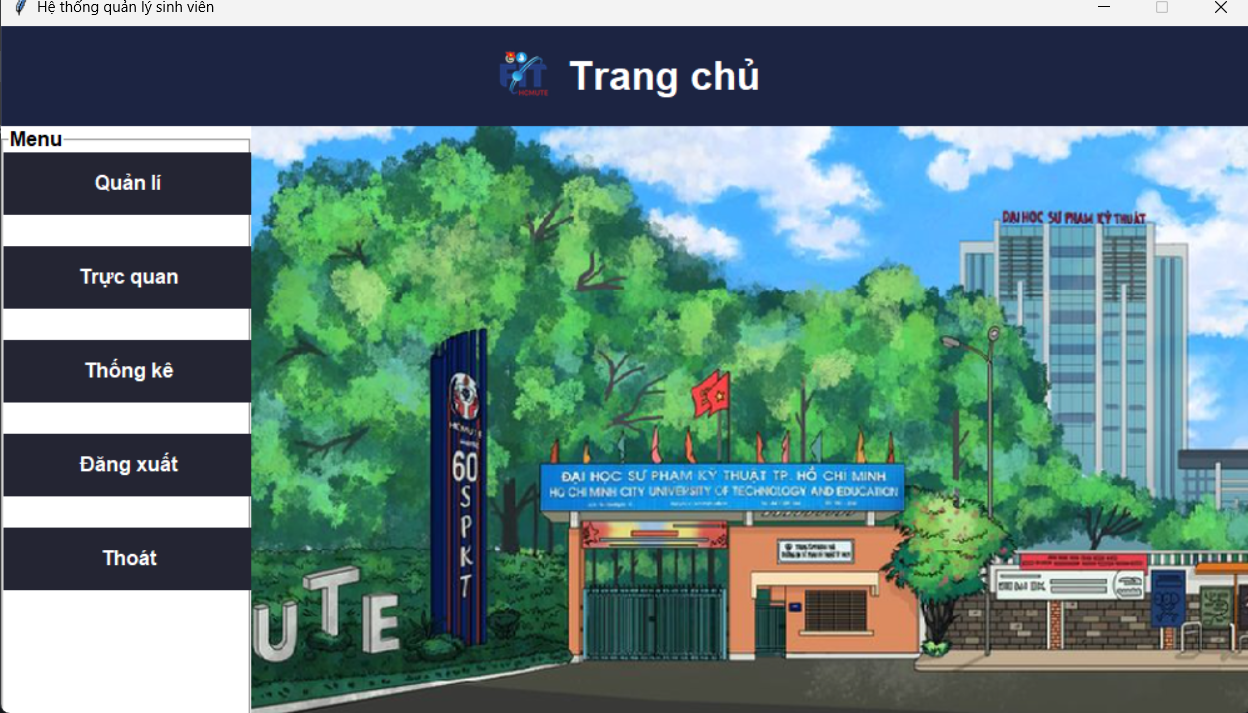 Hệ thống quản lý sinh viên
FIT
HCMUTE
Trang chủ
Menu
Quản lí
Trực quan
Thống kê
Đăng xuất
Thoát
ĐẠI HỌC SƯ PHẠM KỸ THUẬT
HCMUTE
60
SPKT
ĐẠI HỌC SƯ PHẠM KỸ THUẬT TP. HỒ CHÍ MINH
HO CHI MINH CITY UNIVERSITY OF TECHNOLOGY AND EDUCATION
UTE